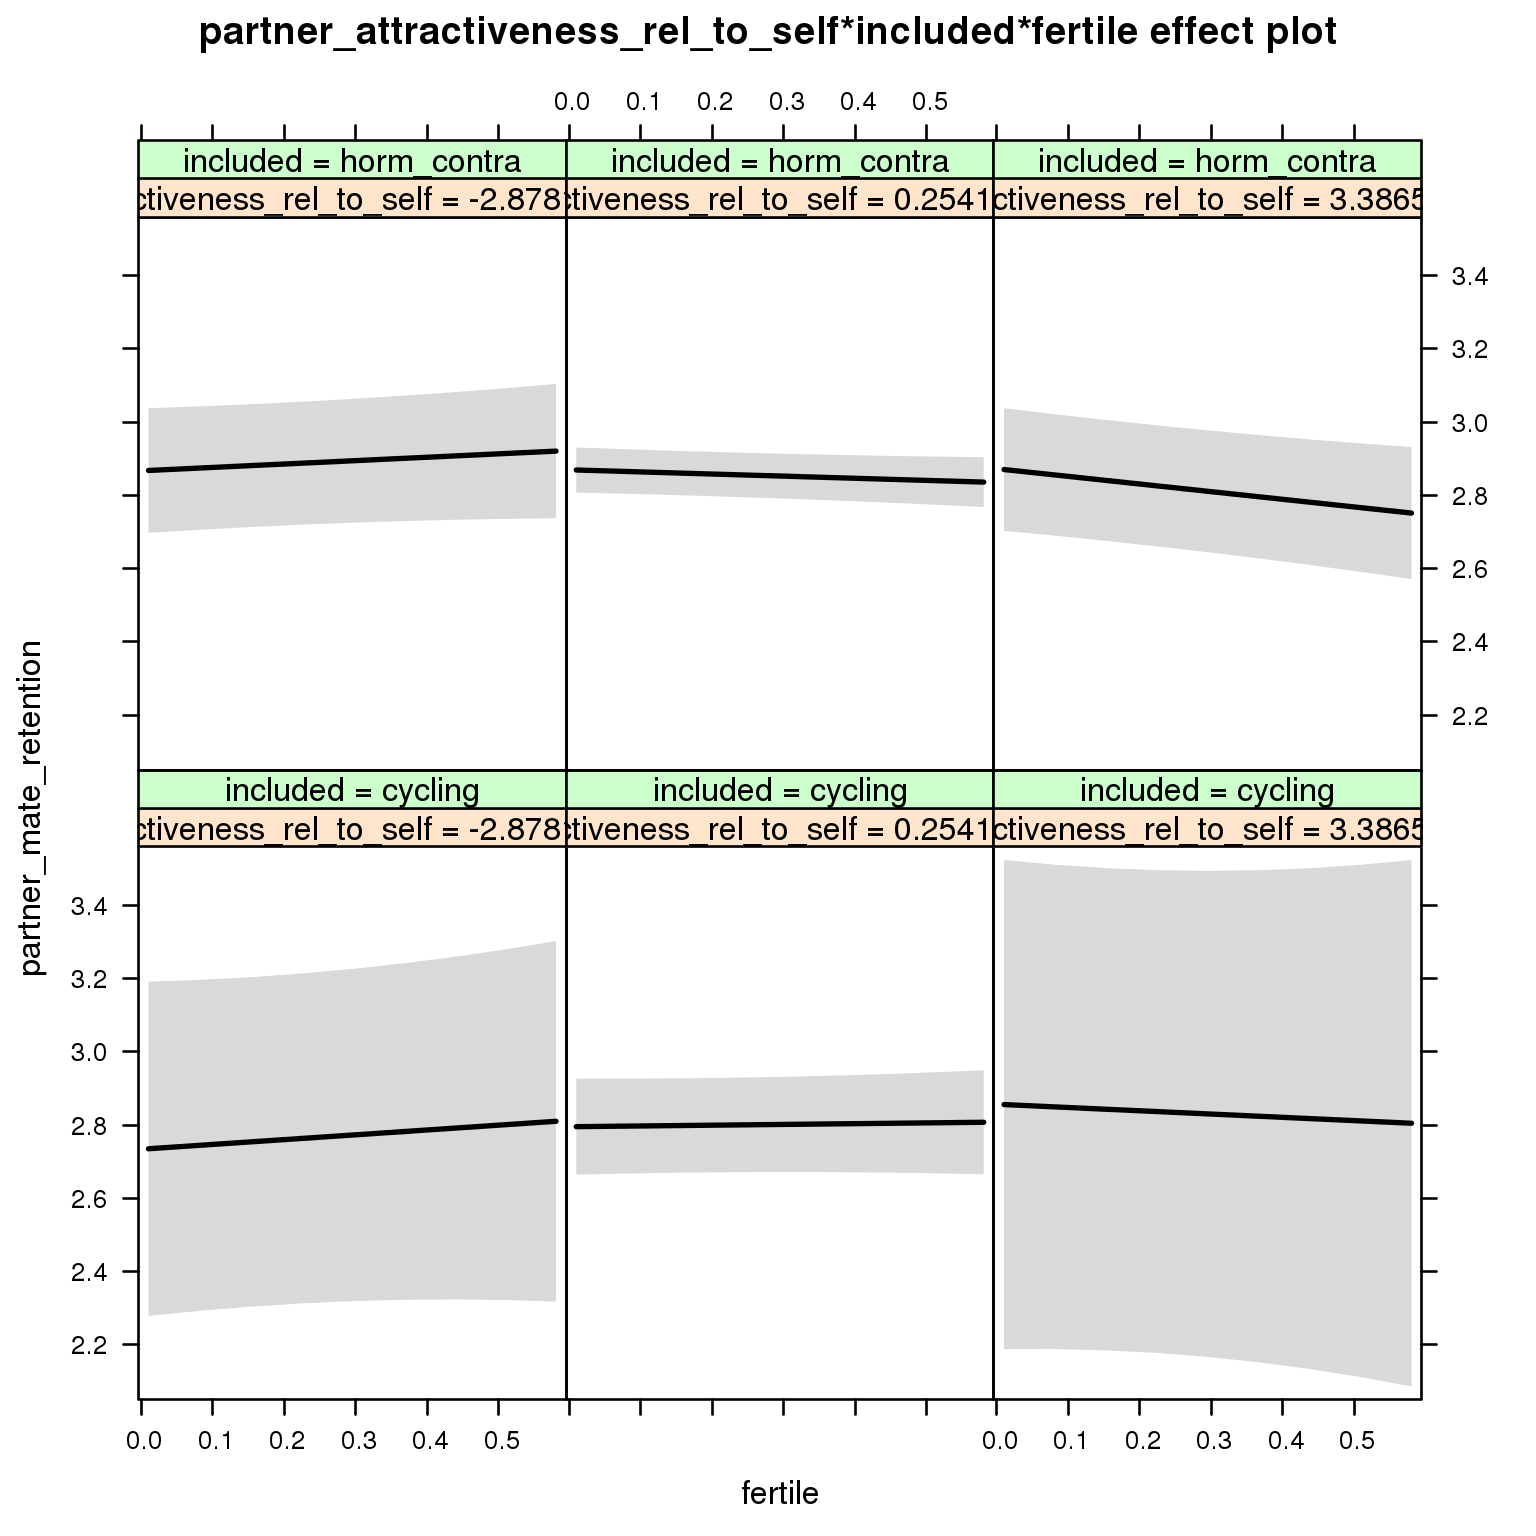 partner_attractiveness_rel_to_self*included*fertile effect plot
0.0 0.1 0.2 0.3 0.4 0.5
included = horm_contra included = horm_contra included = horm_contra
ctiveness_rel_to_self = -2.878 ctiveness_rel_to_self = 0.2541 ctiveness_rel_to_self = 3.3865
3.4
3.2
3.0
2.8
2.6
2.4
2.2
partner_mate_retention
included = cycling included = cycling included = cycling
ctiveness_rel_to_self = -2.878 ctiveness_rel_to_self = 0.2541 ctiveness_rel_to_self = 3.3865
3.4
3.2
3.0
2.8
2.6
2.4
2.2
0.0 0.1 0.2 0.3 0.4 0.5 0.0 0.1 0.2 0.3 0.4 0.5
fertile